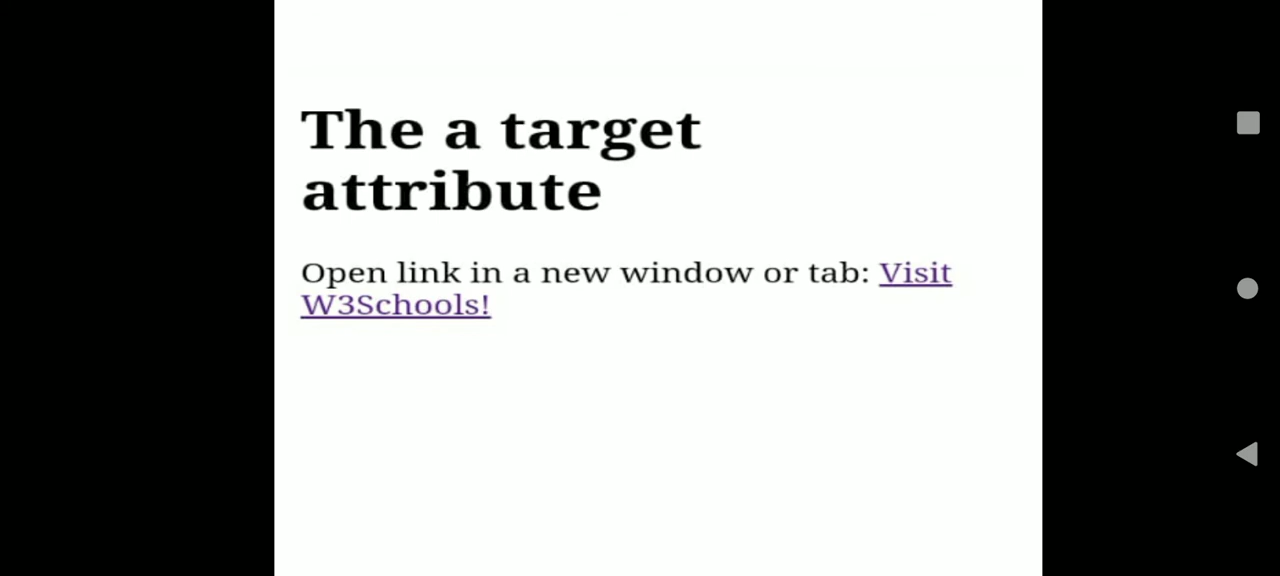 The a target
attribute
Open link in a new window or tab: Visit
W3Schools!